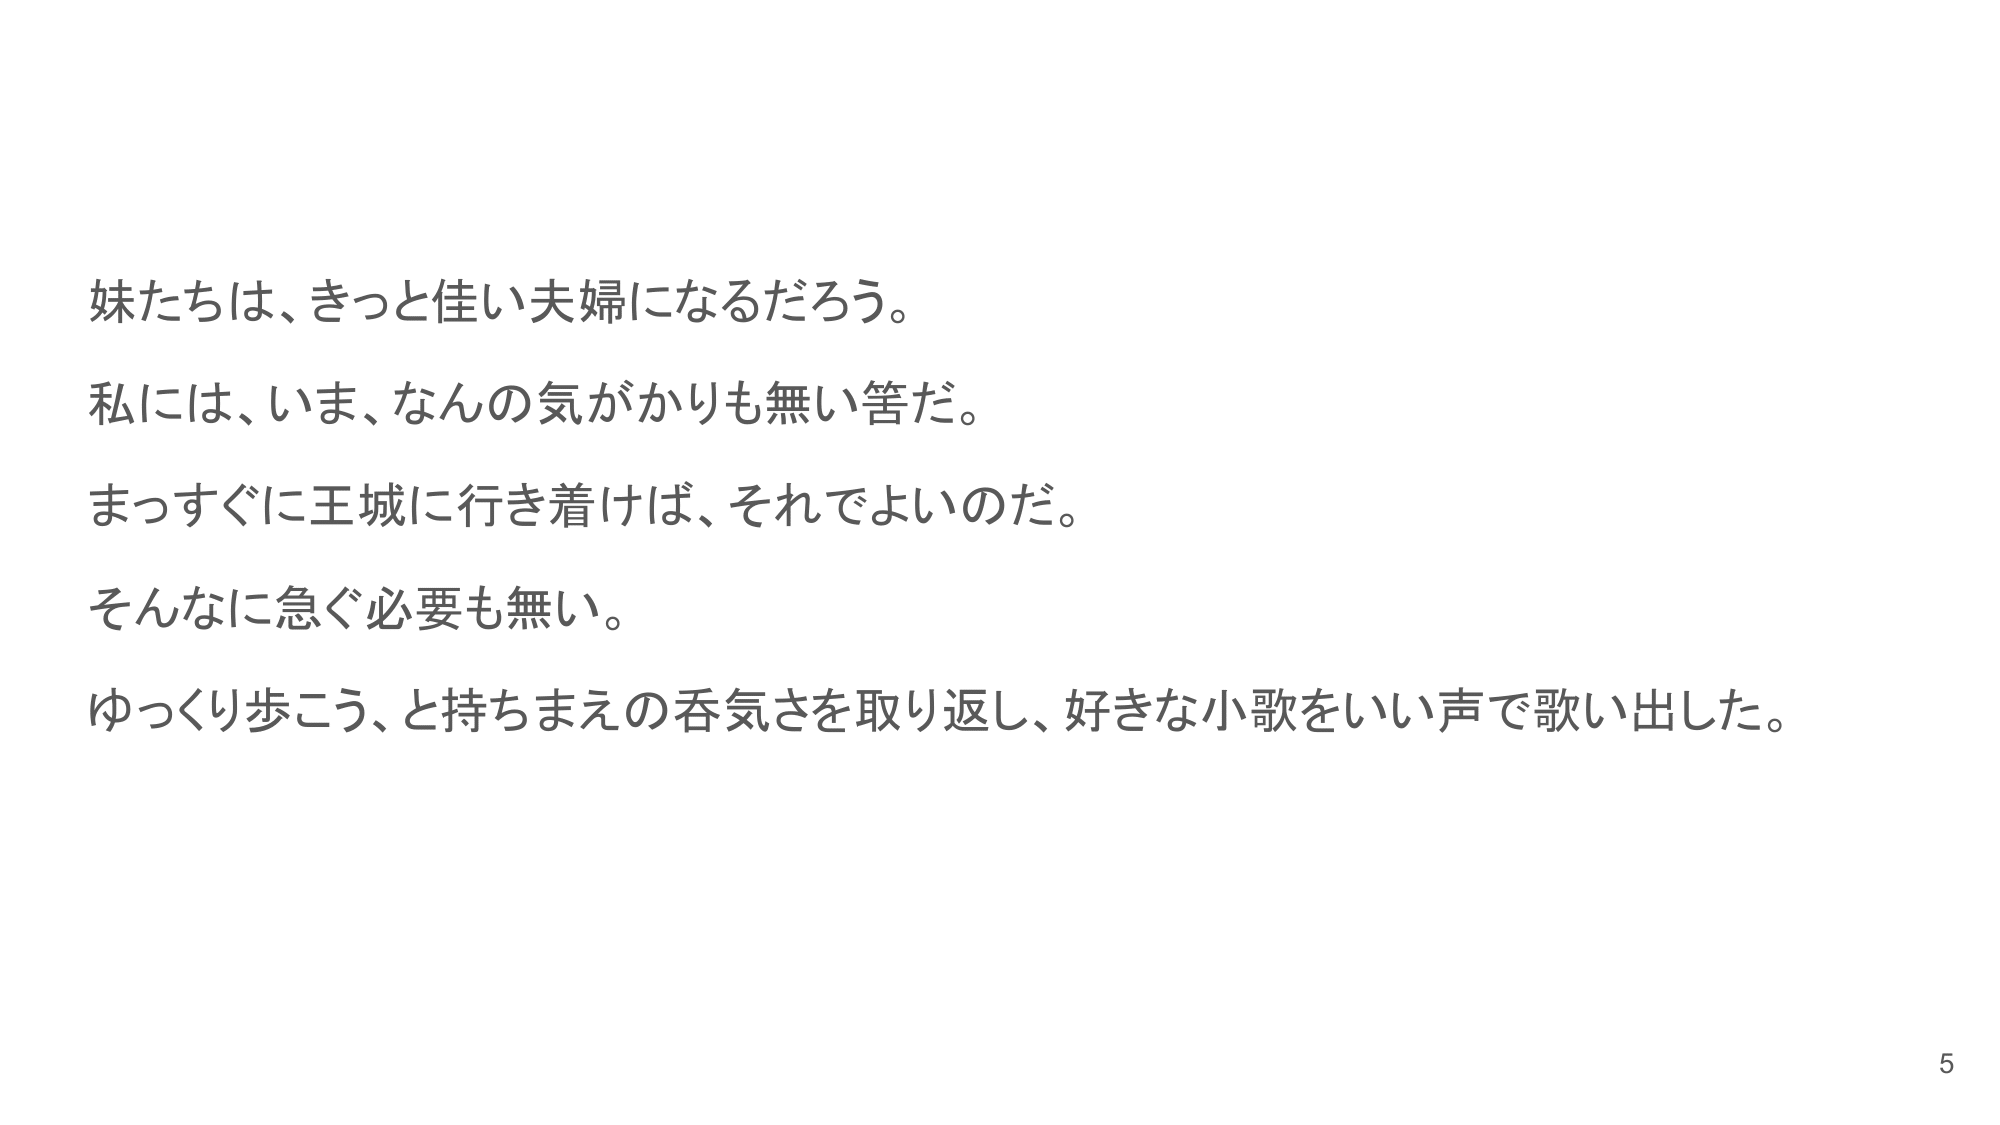 妹たちは、きっと佳い夫婦になるだろう。
私には、いま、なんの気がかりも無い筈だ。
まっすぐに王城に行き着けば、それでよいのだ。
そんなに急ぐ必要も無い。
ゆっくり歩こう、と持ちまえの呑気さを取り返し、好きな小歌をいい声で歌い出した。
5